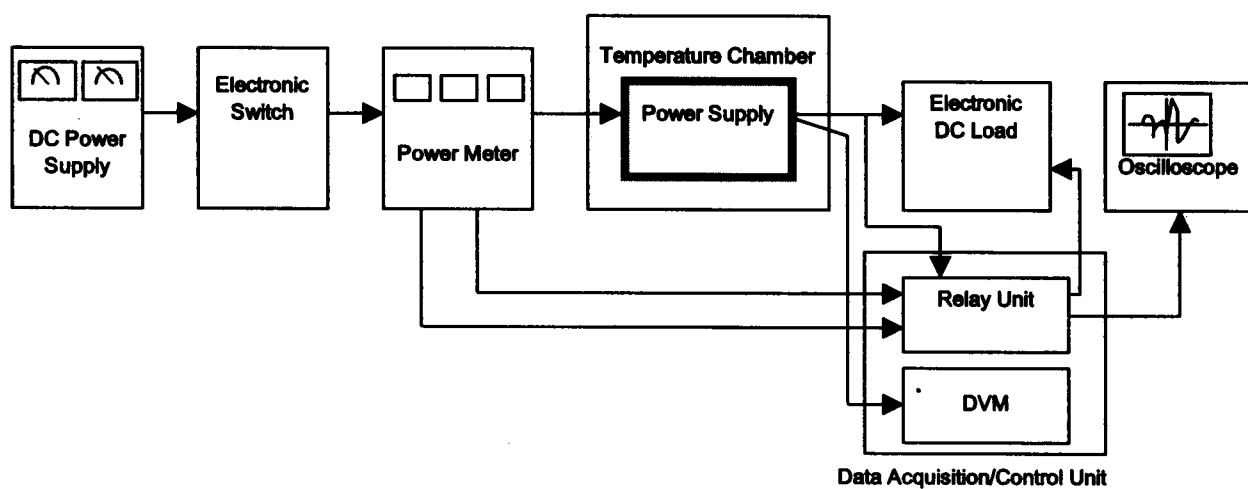 DC Power
Supply
Electronic
Switch
Power Meter
Temperature Chamber
Power Supply
Electronic
DC Load
Oscilloscope
Relay Unit
DVM
Data Acquisition/Control Unit